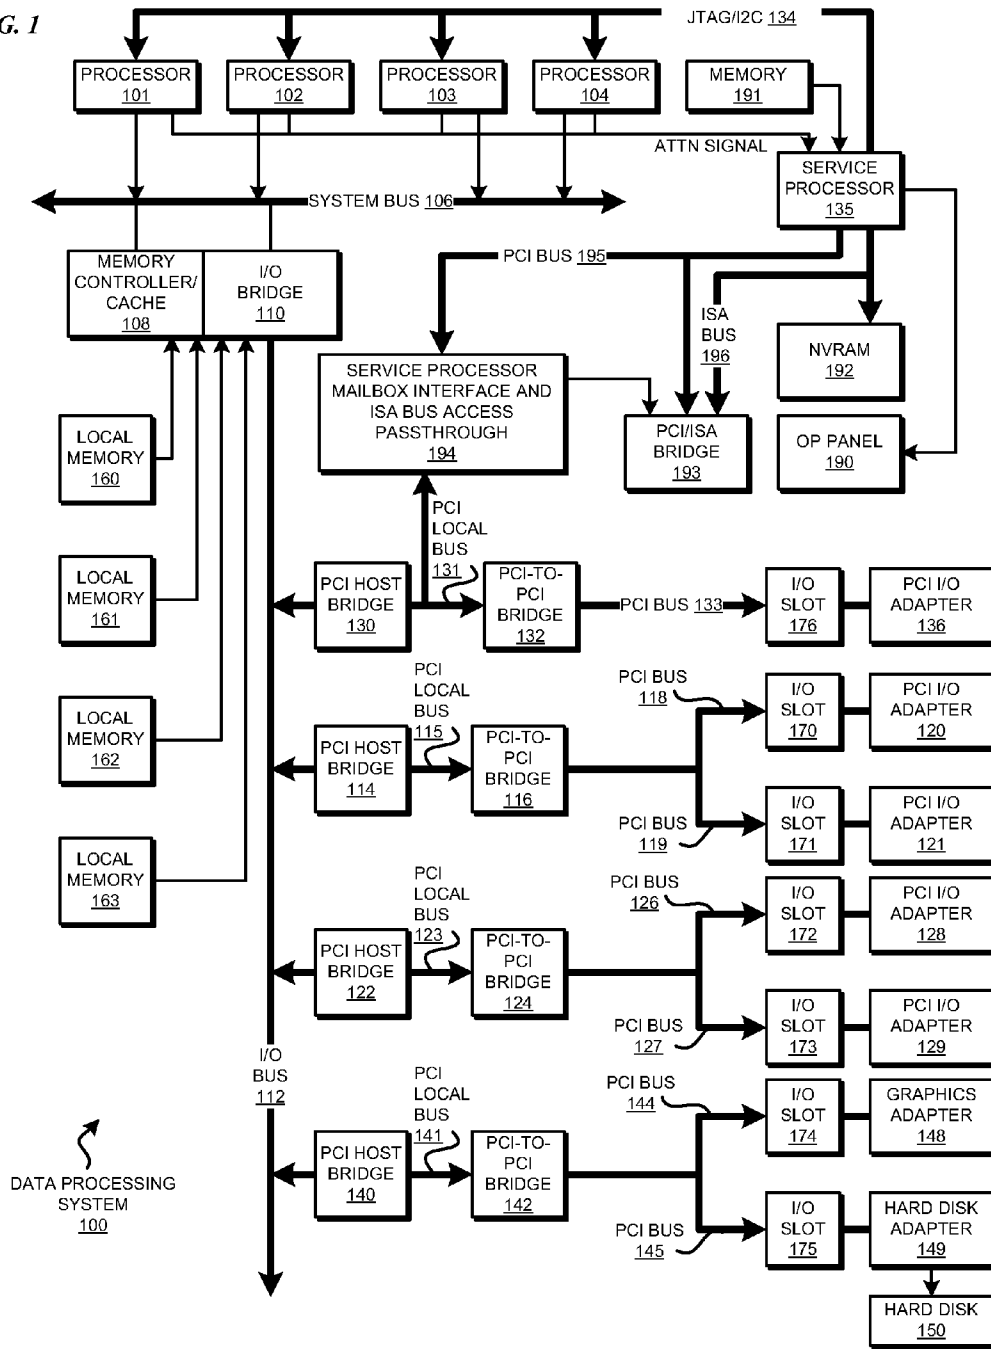 G. 1
JTAG/I2C 134
PROCESSOR
101
PROCESSOR
102
PROCESSOR
103
PROCESSOR
104
MEMORY
191
ATTN SIGNAL
SERVICE
PROCESSOR
135
SYSTEM BUS 106
MEMORY
CONTROLLER/
CACHE
108
I/O
BRIDGE
110
PCI BUS 195
ISA
BUS
196
NVRAM
192
SERVICE PROCESSOR
MAILBOX INTERFACE AND
ISA BUS ACCESS
PASSTHROUGH
194
PCI/ISA
BRIDGE
193
OP PANEL
190
LOCAL
MEMORY
160
LOCAL
MEMORY
161
LOCAL
MEMORY
162
LOCAL
MEMORY
163
PCI
LOCAL
BUS
131
PCI HOST
BRIDGE
130
PCI-TO-
PCI
BRIDGE
132
PCI BUS 133
I/O
SLOT
176
PCI I/O
ADAPTER
136
PCI
LOCAL
BUS
115
PCI HOST
BRIDGE
114
PCI-TO-
PCI
BRIDGE
116
PCI BUS
118
I/O
SLOT
170
PCI I/O
ADAPTER
120
PCI BUS
119
I/O
SLOT
171
PCI I/O
ADAPTER
121
PCI
LOCAL
BUS
123
PCI HOST
BRIDGE
122
PCI-TO-
PCI
BRIDGE
124
PCI BUS
126
I/O
SLOT
172
PCI I/O
ADAPTER
128
PCI BUS
127
I/O
SLOT
173
PCI I/O
ADAPTER
129
I/O
BUS
112
PCI
LOCAL
BUS
141
PCI HOST
BRIDGE
140
PCI-TO-
PCI
BRIDGE
142
PCI BUS
144
I/O
SLOT
174
GRAPHICS
ADAPTER
148
PCI BUS
145
I/O
SLOT
175
HARD DISK
ADAPTER
149
HARD DISK
150
DATA PROCESSING
SYSTEM
100